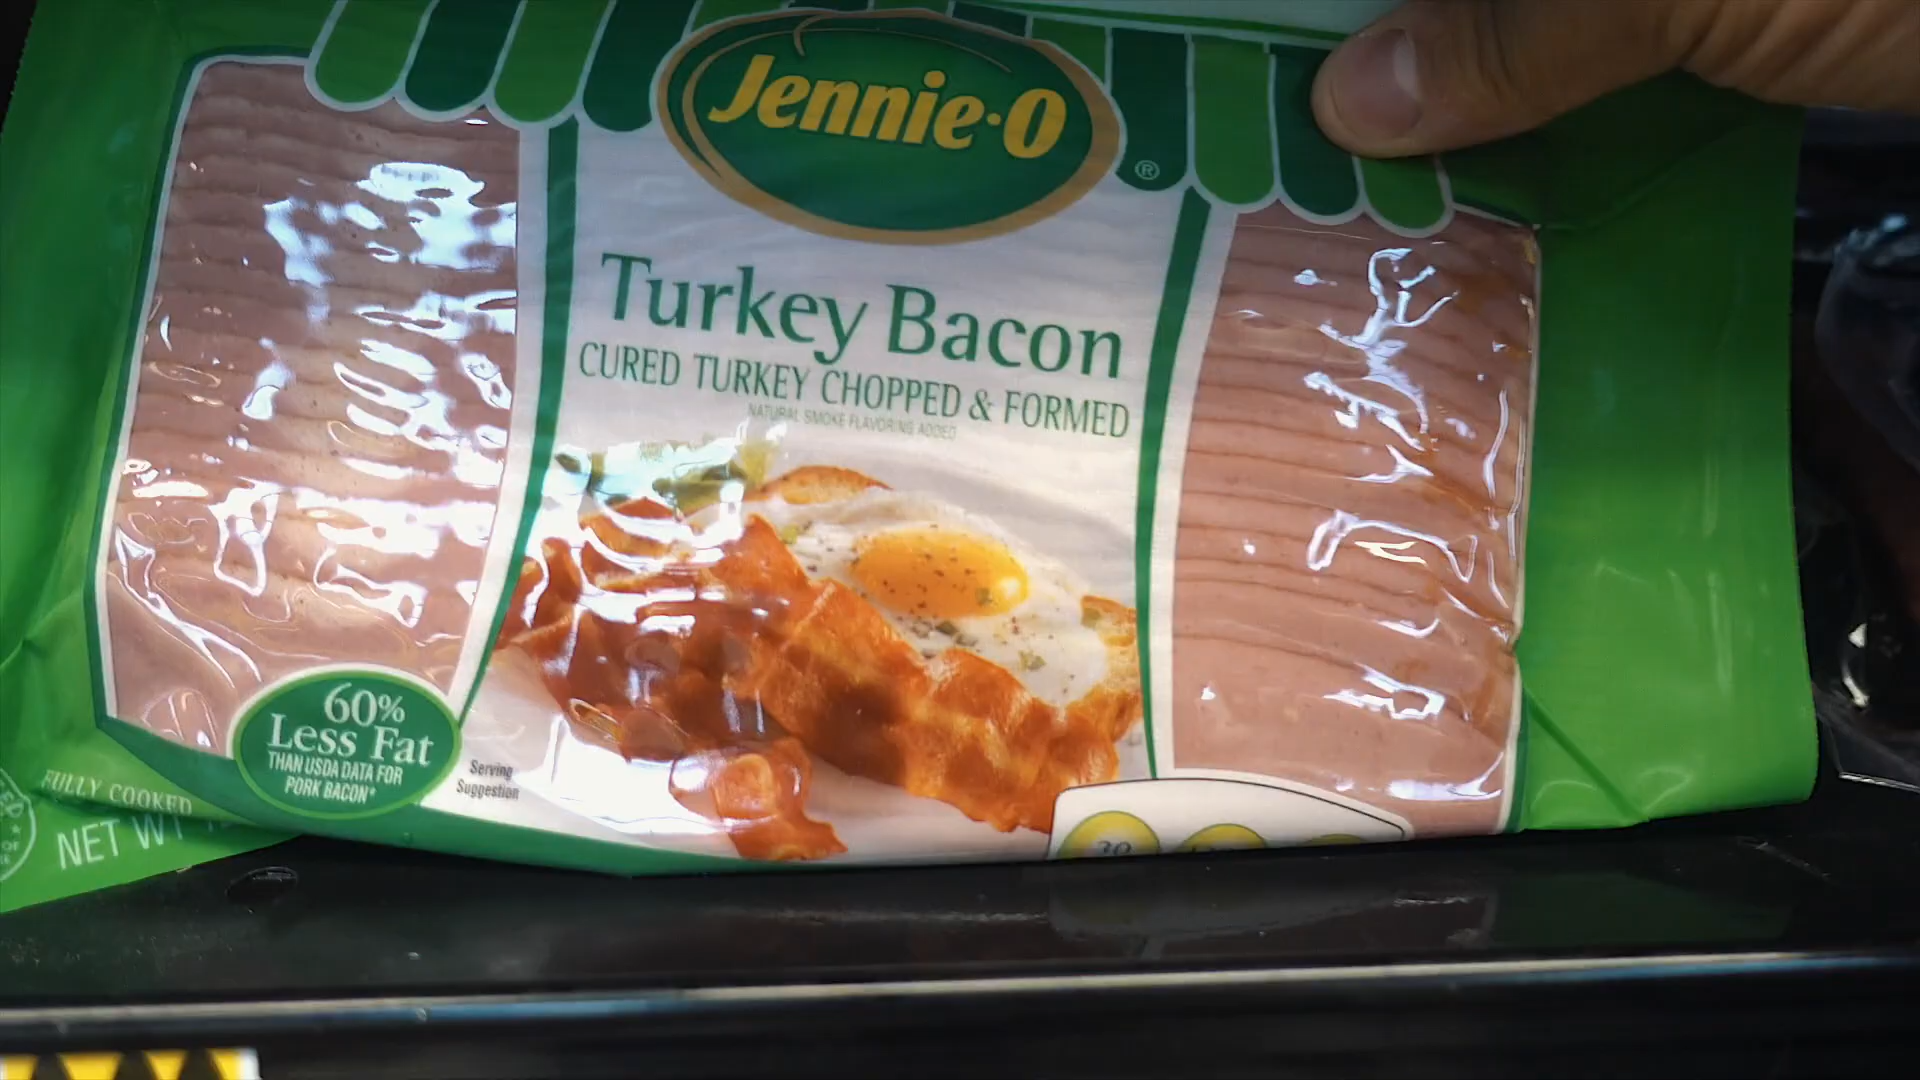 Jennie-O
®
Turkey Bacon
CURED TURKEY CHOPPED & FORMED
NATURAL SMOKE FLAVORING ADDED
60%
Less Fat
THAN USDA DATA FOR
PORK BACON*
Serving
Suggestion
FULLY COOKED
NET WT
30